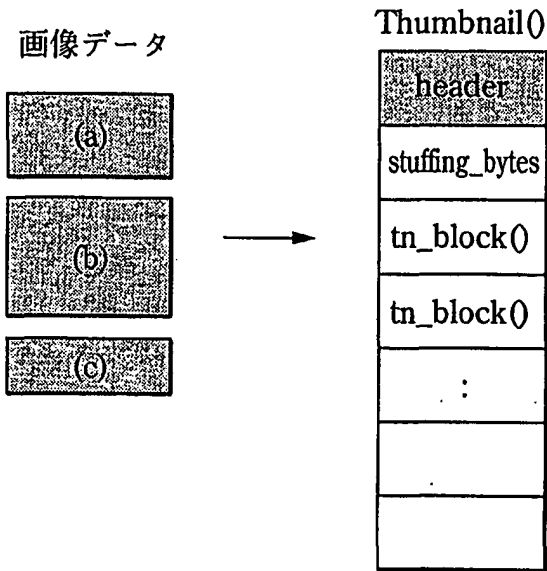 画像データ
(a)
(b)
(c)
Thumbnail()
header
stuffing_bytes
tn_block()
tn_block()
: